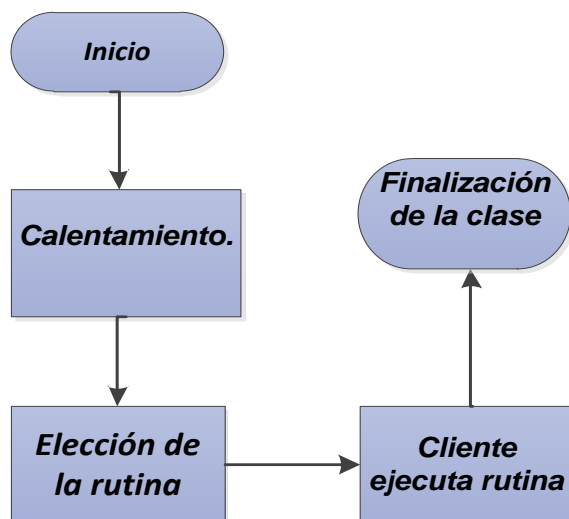 Inicio
Calentamiento.
Elección de
la rutina
Cliente
ejecuta rutina
Finalización
de la clase